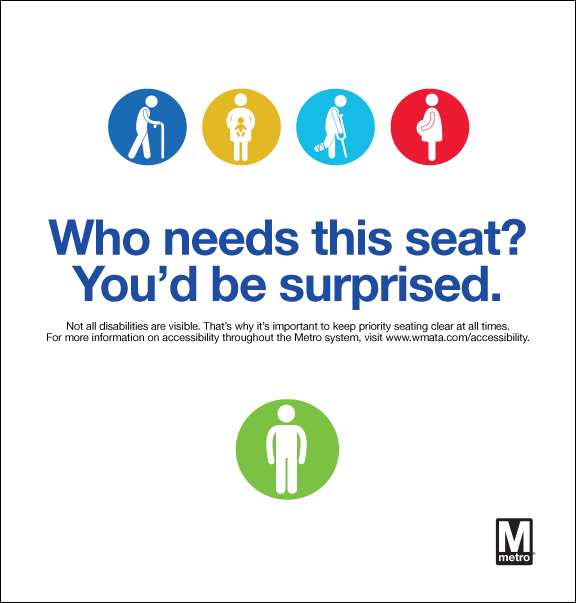 Who needs this seat?
You'd be surprised.
Not all disabilities are visible. That's why it's important to keep priority seating clear at all times.
For more information on accessibility throughout the Metro system, visit www.wmata.com/accessibility.
M
metro